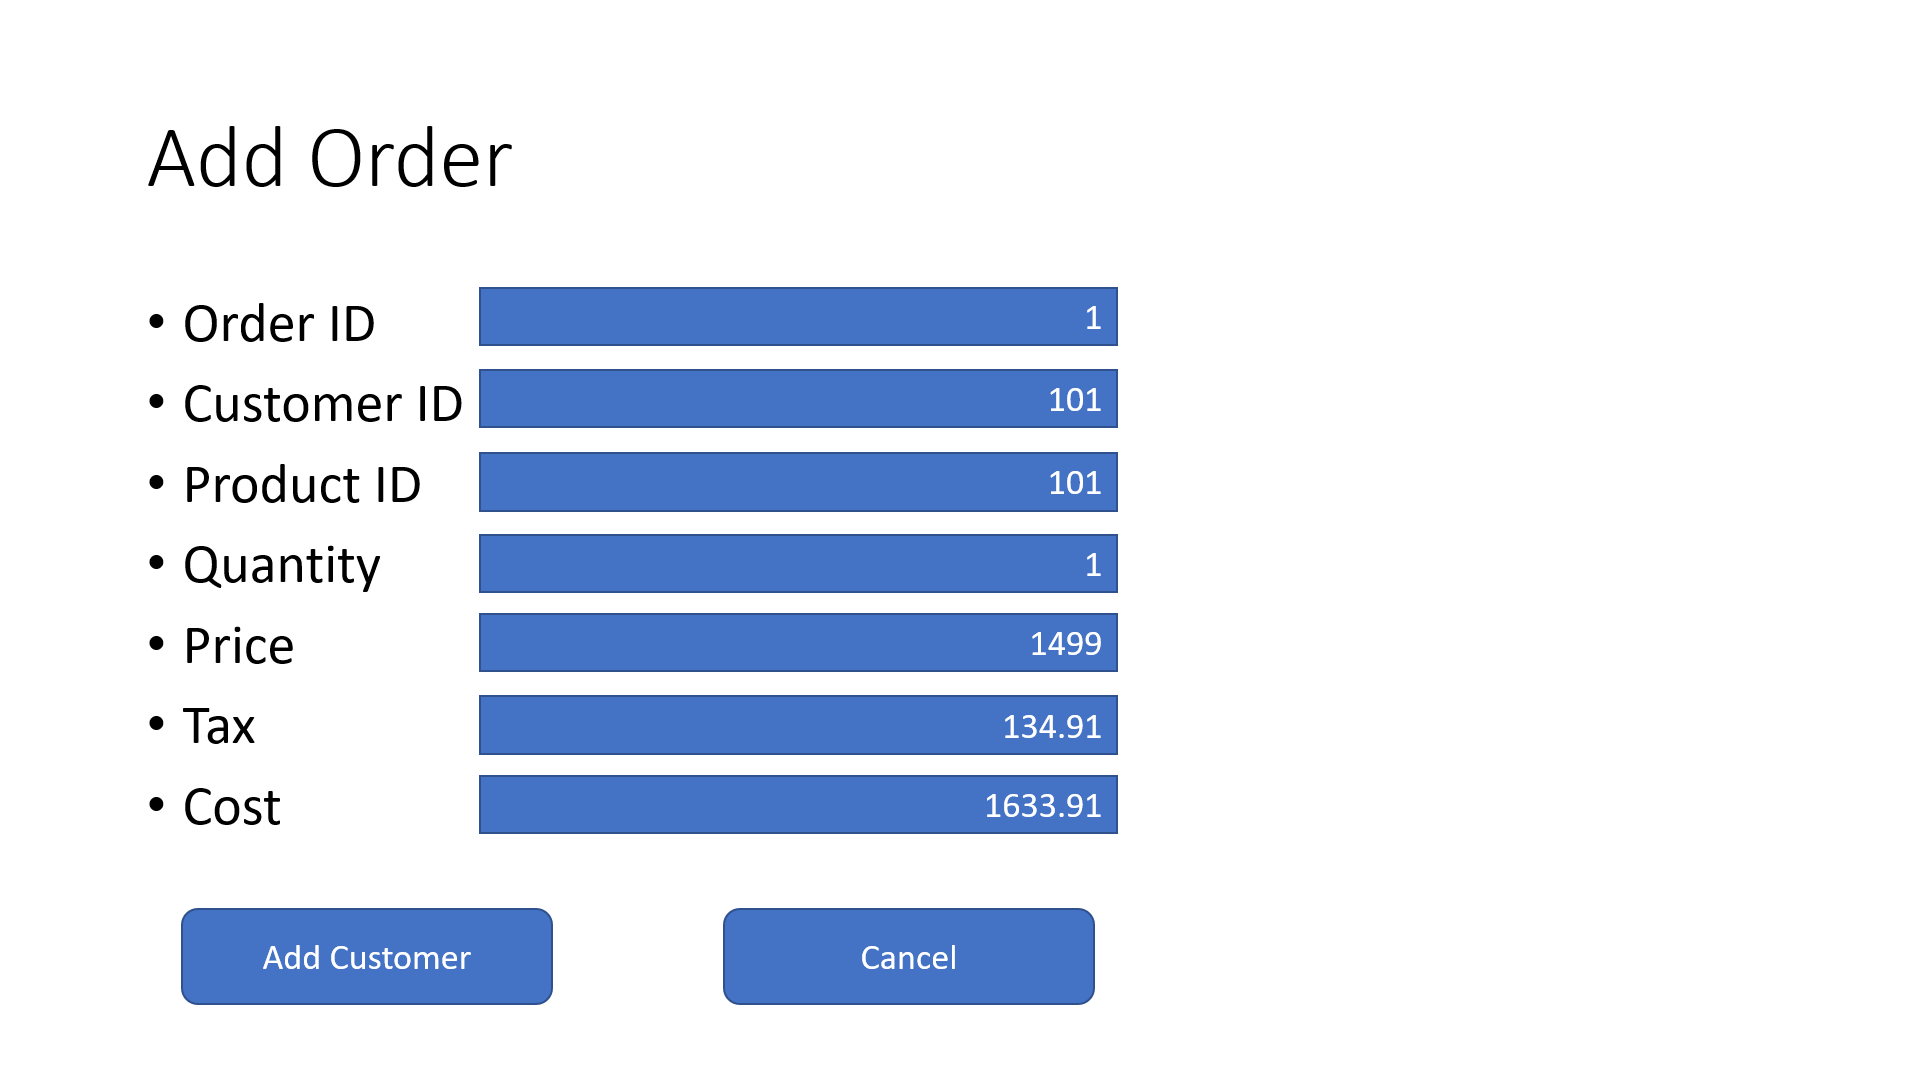 Add Order
• Order ID 1
• Customer ID 101
• Product ID 101
• Quantity 1
• Price 1499
• Tax 134.91
• Cost 1633.91
Add Customer Cancel